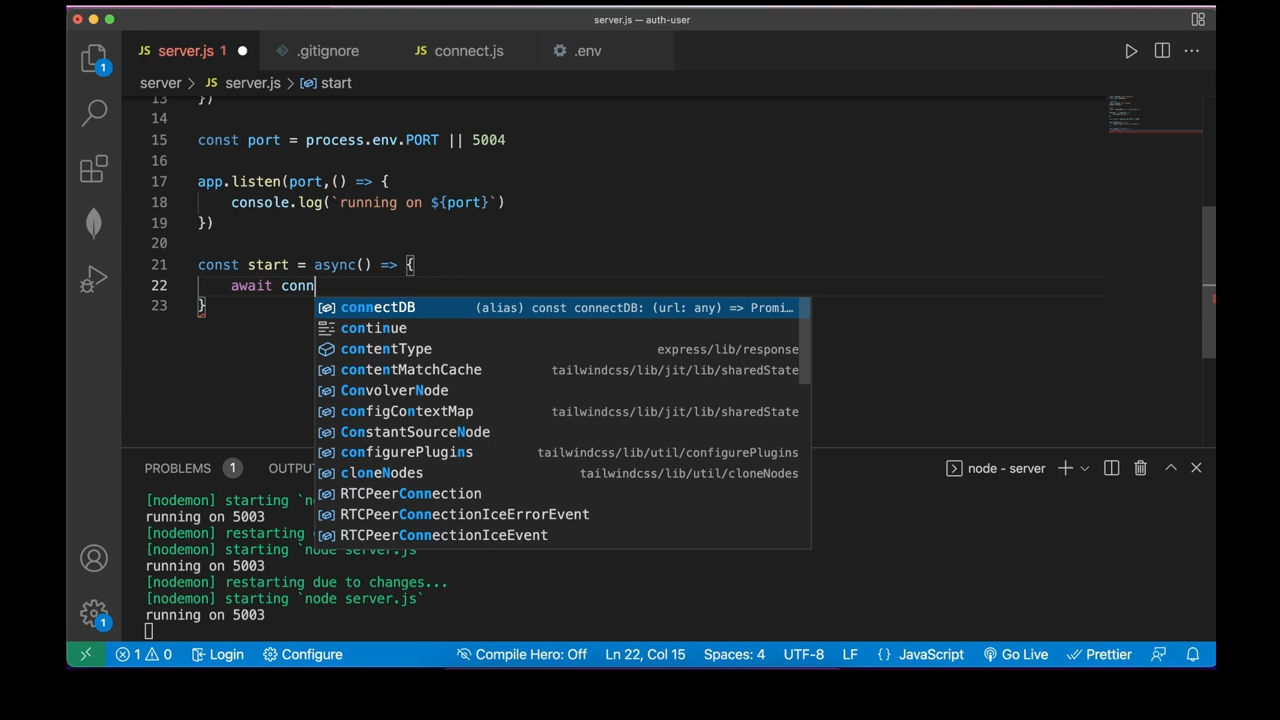 server.js — auth-user
JS server.js 1 .gitignore JS connect.js .env
1
server > JS server.js > start
13 })
14
15 const port = process.env.PORT || 5004
16
17 app.listen(port,() => {
18 console.log(`running on ${port}`)
19 })
20
21 const start = async() => {
22 await conn
23 }
connectDB (alias) const connectDB: (url: any) => Promi…
continue
contentType express/lib/response
contentMatchCache tailwindcss/lib/jit/lib/sharedState
ConvolverNode
configContextMap tailwindcss/lib/jit/lib/sharedState
ConstantSourceNode
configurePlugins tailwindcss/lib/util/configurePlugins
cloneNodes tailwindcss/lib/util/cloneNodes
RTCPeerConnection
RTCPeerConnectionIceErrorEvent
RTCPeerConnectionIceEvent
PROBLEMS 1 OUTPU node - server
[nodemon] starting `n
running on 5003
[nodemon] restarting
[nodemon] starting `node server.js`
running on 5003
[nodemon] restarting due to changes...
[nodemon] starting `node server.js`
running on 5003
1
1 0 Login Configure Compile Hero: Off Ln 22, Col 15 Spaces: 4 UTF-8 LF {} JavaScript Go Live Prettier